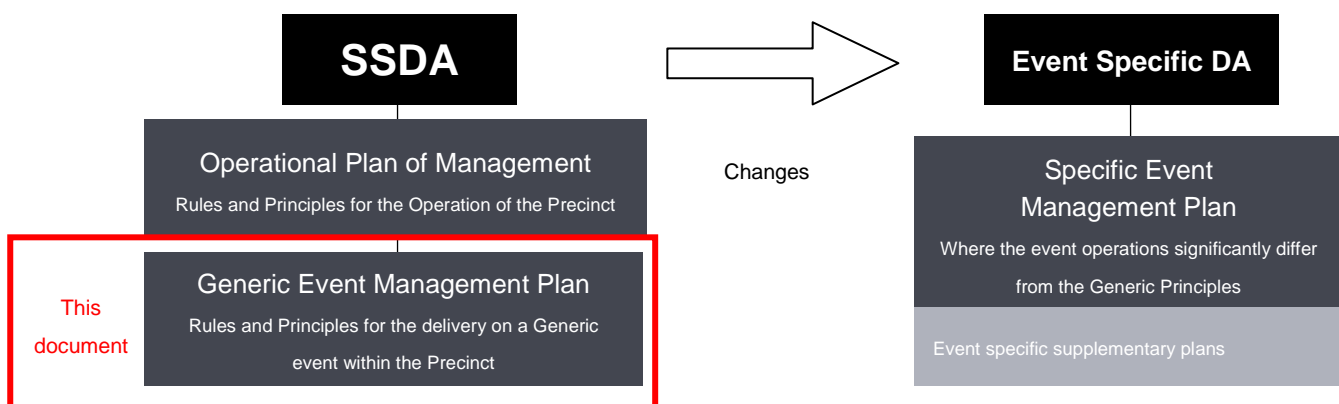 SSDA
Operational Plan of Management
Rules and Principles for the Operation of the Precinct
This
document
Generic Event Management Plan
Rules and Principles for the delivery on a Generic
event within the Precinct
Changes
Event Specific DA
Specific Event
Management Plan
Where the event operations significantly differ
from the Generic Principles
Event specific supplementary plans